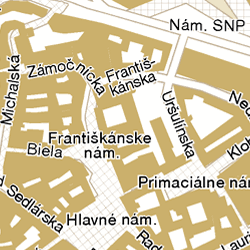 Nám. SNP
Františ-
kánska
Zámočnícka
Michalská
Uršulínska
Františkánske
nám.
Biela
Primaciálne nám
Sedlárska
Hlavné nám.